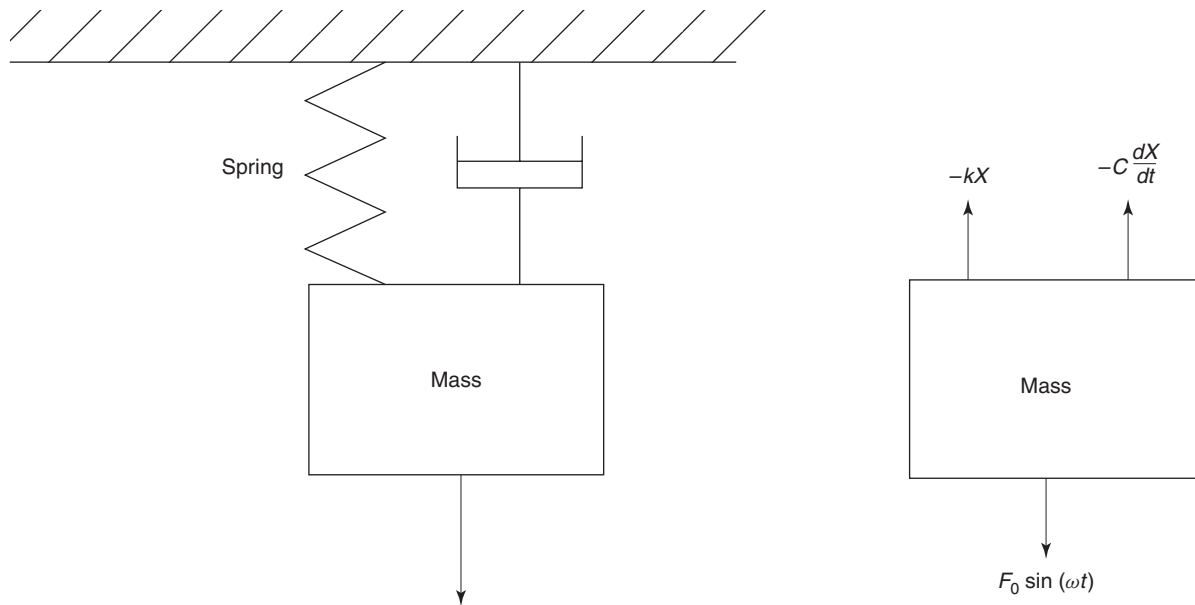 Spring
Mass
−kX
−C dX/dt
Mass
F₀ sin (ωt)